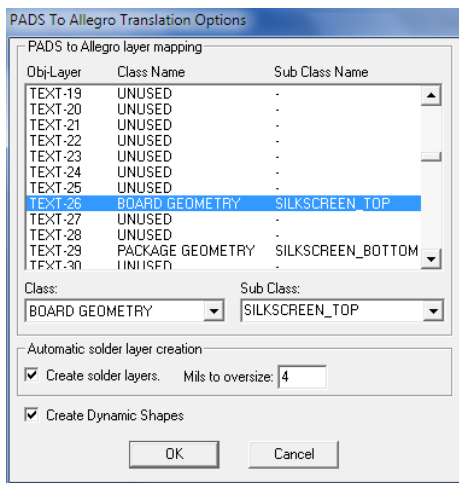 PADS To Allegro Translation Options
PADS to Allegro layer mapping
Obj-Layer Class Name Sub Class Name
TEXT-19 UNUSED -
TEXT-20 UNUSED -
TEXT-21 UNUSED -
TEXT-22 UNUSED -
TEXT-23 UNUSED -
TEXT-24 UNUSED -
TEXT-25 UNUSED -
TEXT-26 BOARD GEOMETRY SILKSCREEN_TOP
TEXT-27 UNUSED -
TEXT-28 UNUSED -
TEXT-29 PACKAGE GEOMETRY SILKSCREEN_BOTTOM
TEXT-30 UNUSED -
Class: Sub Class:
BOARD GEOMETRY SILKSCREEN_TOP
Automatic solder layer creation
Create solder layers. Mils to oversize: 4
Create Dynamic Shapes
OK Cancel